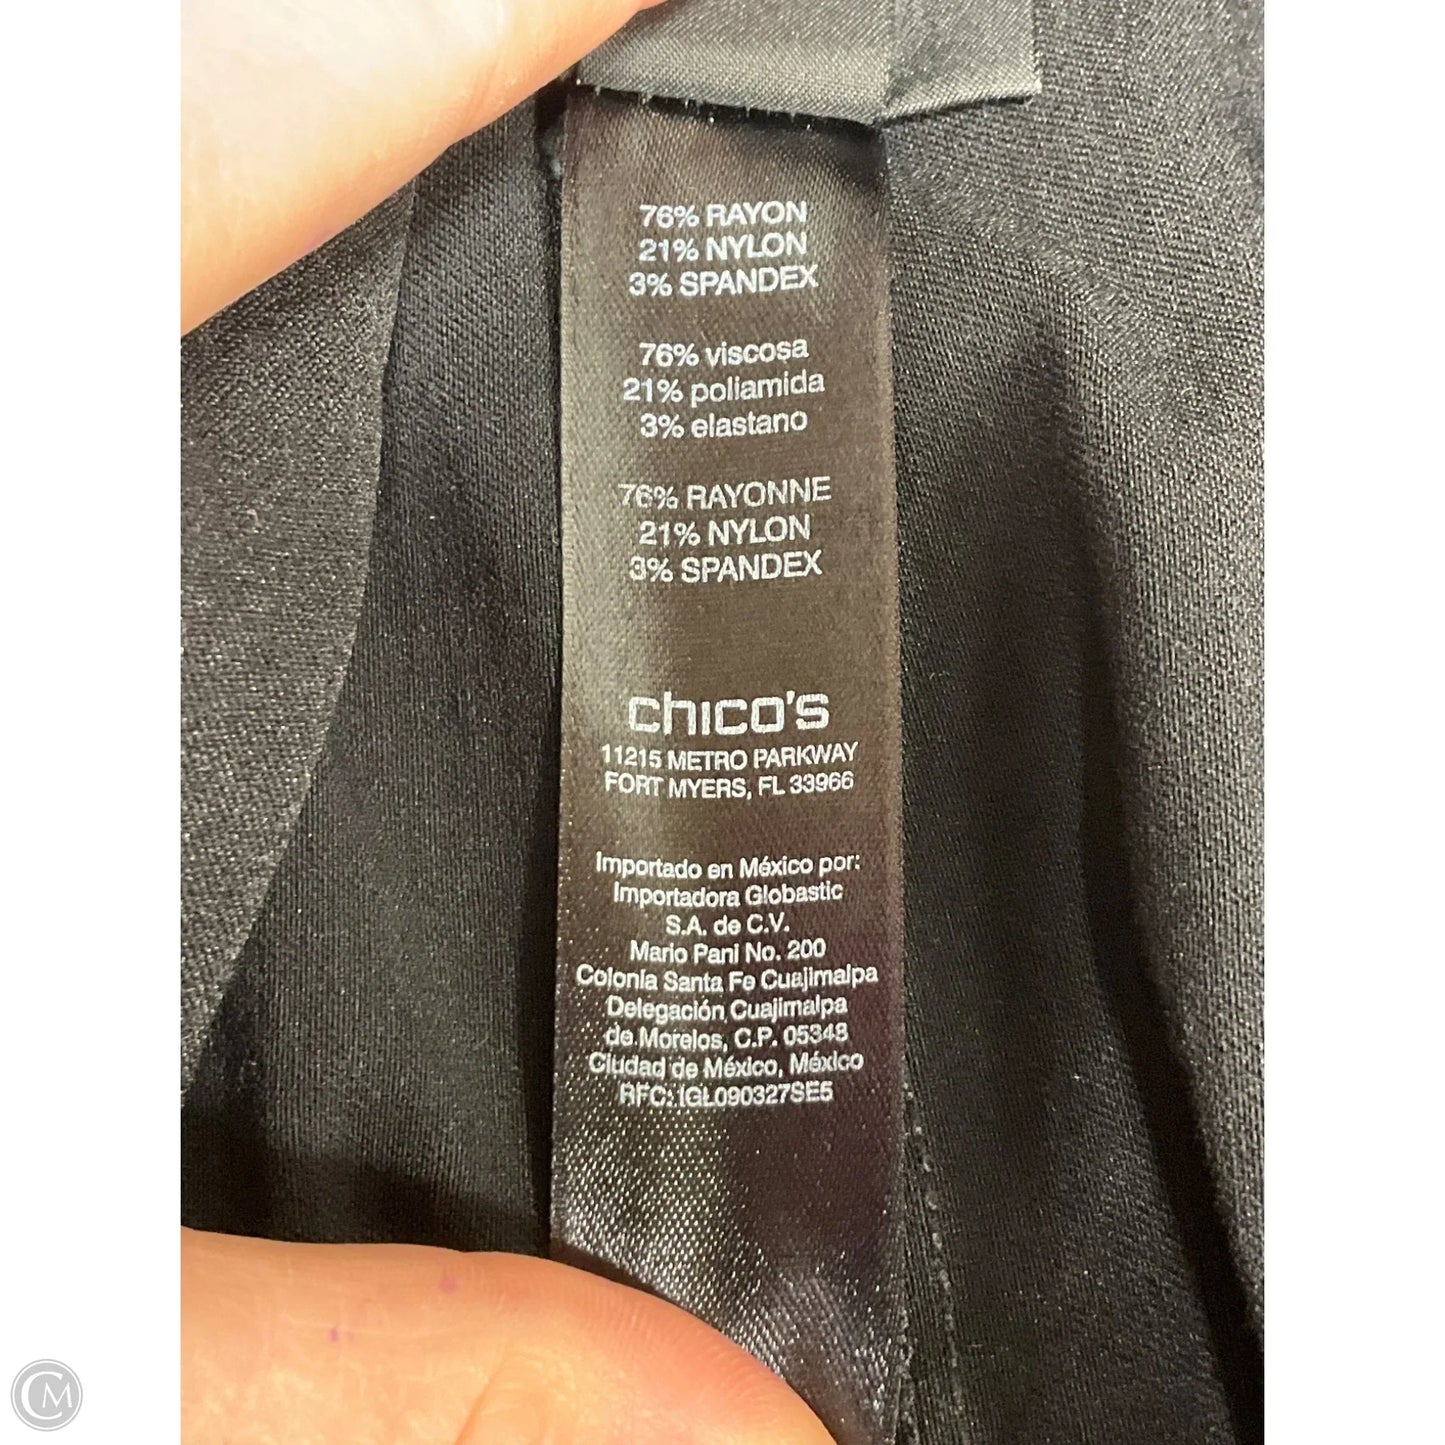 76% RAYON
21% NYLON
3% SPANDEX
76% viscosa
21% poliamida
3% elastano
76% RAYONNE
21% NYLON
3% SPANDEX
chico's
11215 METRO PARKWAY
FORT MYERS, FL 33966
Importado en México por:
Importadora Globastic
S.A. de C.V.
Mario Pani No. 200
Colonia Santa Fe Cuajimalpa
Delegación Cuajimalpa
de Morelos, C.P. 05348
Ciudad de México, México
RFC: IGL090327SE5
CM